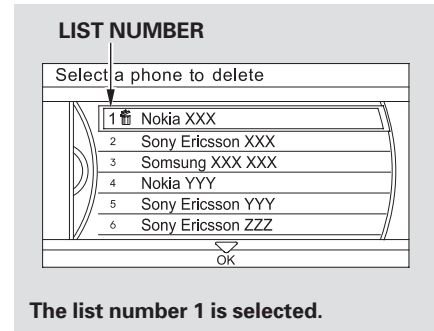 LIST NUMBER
Select a phone to delete
1 Nokia XXX
2 Sony Ericsson XXX
3 Somsung XXX XXX
4 Nokia YYY
5 Sony Ericsson YYY
6 Sony Ericsson ZZZ
OK
The list number 1 is selected.